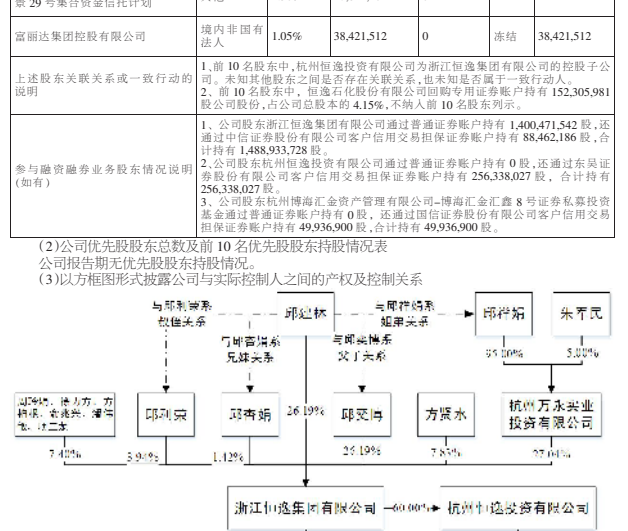 景 29 号集合资金信托计划
富丽达集团控股有限公司
境内非国有法人
1.05%
38,421,512
0
冻结
38,421,512
上述股东关联关系或一致行动的说明
1、前 10 名股东中,杭州恒逸投资有限公司为浙江恒逸集团有限公司的控股子公
司。未知其他股东之间是否存在关联关系,也未知是否属于一致行动人。
2、前 10 名股东中，恒逸石化股份有限公司回购专用证券账户持有 152,305,981
股公司股份,占公司总股本的 4.15%,不纳入前 10 名股东列示。
参与融资融券业务股东情况说明
(如有)
1、公司股东浙江恒逸集团有限公司通过普通证券账户持有 1,400,471,542 股,还
通过中信证券股份有限公司客户信用交易担保证券账户持有 88,462,186 股,合
计持有 1,488,933,728 股。
2、公司股东杭州恒逸投资有限公司通过普通证券账户持有 0 股,还通过东吴证
券股份有限公司客户信用交易担保证券账户持有 256,338,027 股，合计持有
256,338,027 股。
3、公司股东杭州博海汇金资产管理有限公司-博海汇金汇鑫 8 号证券私募投资
基金通过普通证券账户持有 0 股，还通过国信证券股份有限公司客户信用交易
担保证券账户持有 49,936,900 股,合计持有 49,936,900 股。
(2)公司优先股股东总数及前 10 名优先股股东持股情况表
公司报告期无优先股股东持股情况。
(3)以方框图形式披露公司与实际控制人之间的产权及控制关系
与邱利荣系
叔侄关系
邱建林
与邱祥娟系
姐弟关系
邱祥娟
朱军民
与邱杏娟系
兄妹关系
与邱奕博系
父子关系
95.00%
5.00%
邱利荣
邱杏娟
26.19%
邱奕博
方贤水
杭州万永实业
投资有限公司
7.40%
3.94%
1.42%
26.19%
7.83%
27.04%
浙江恒逸集团有限公司
60.00%
杭州恒逸投资有限公司